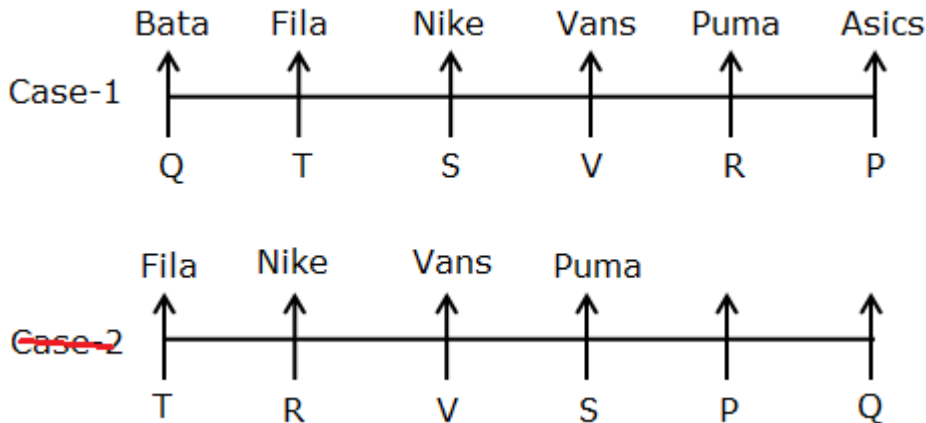 Bata Fila Nike Vans Puma Asics
Case-1
Q T S V R P
Fila Nike Vans Puma
Case-2
T R V S P Q